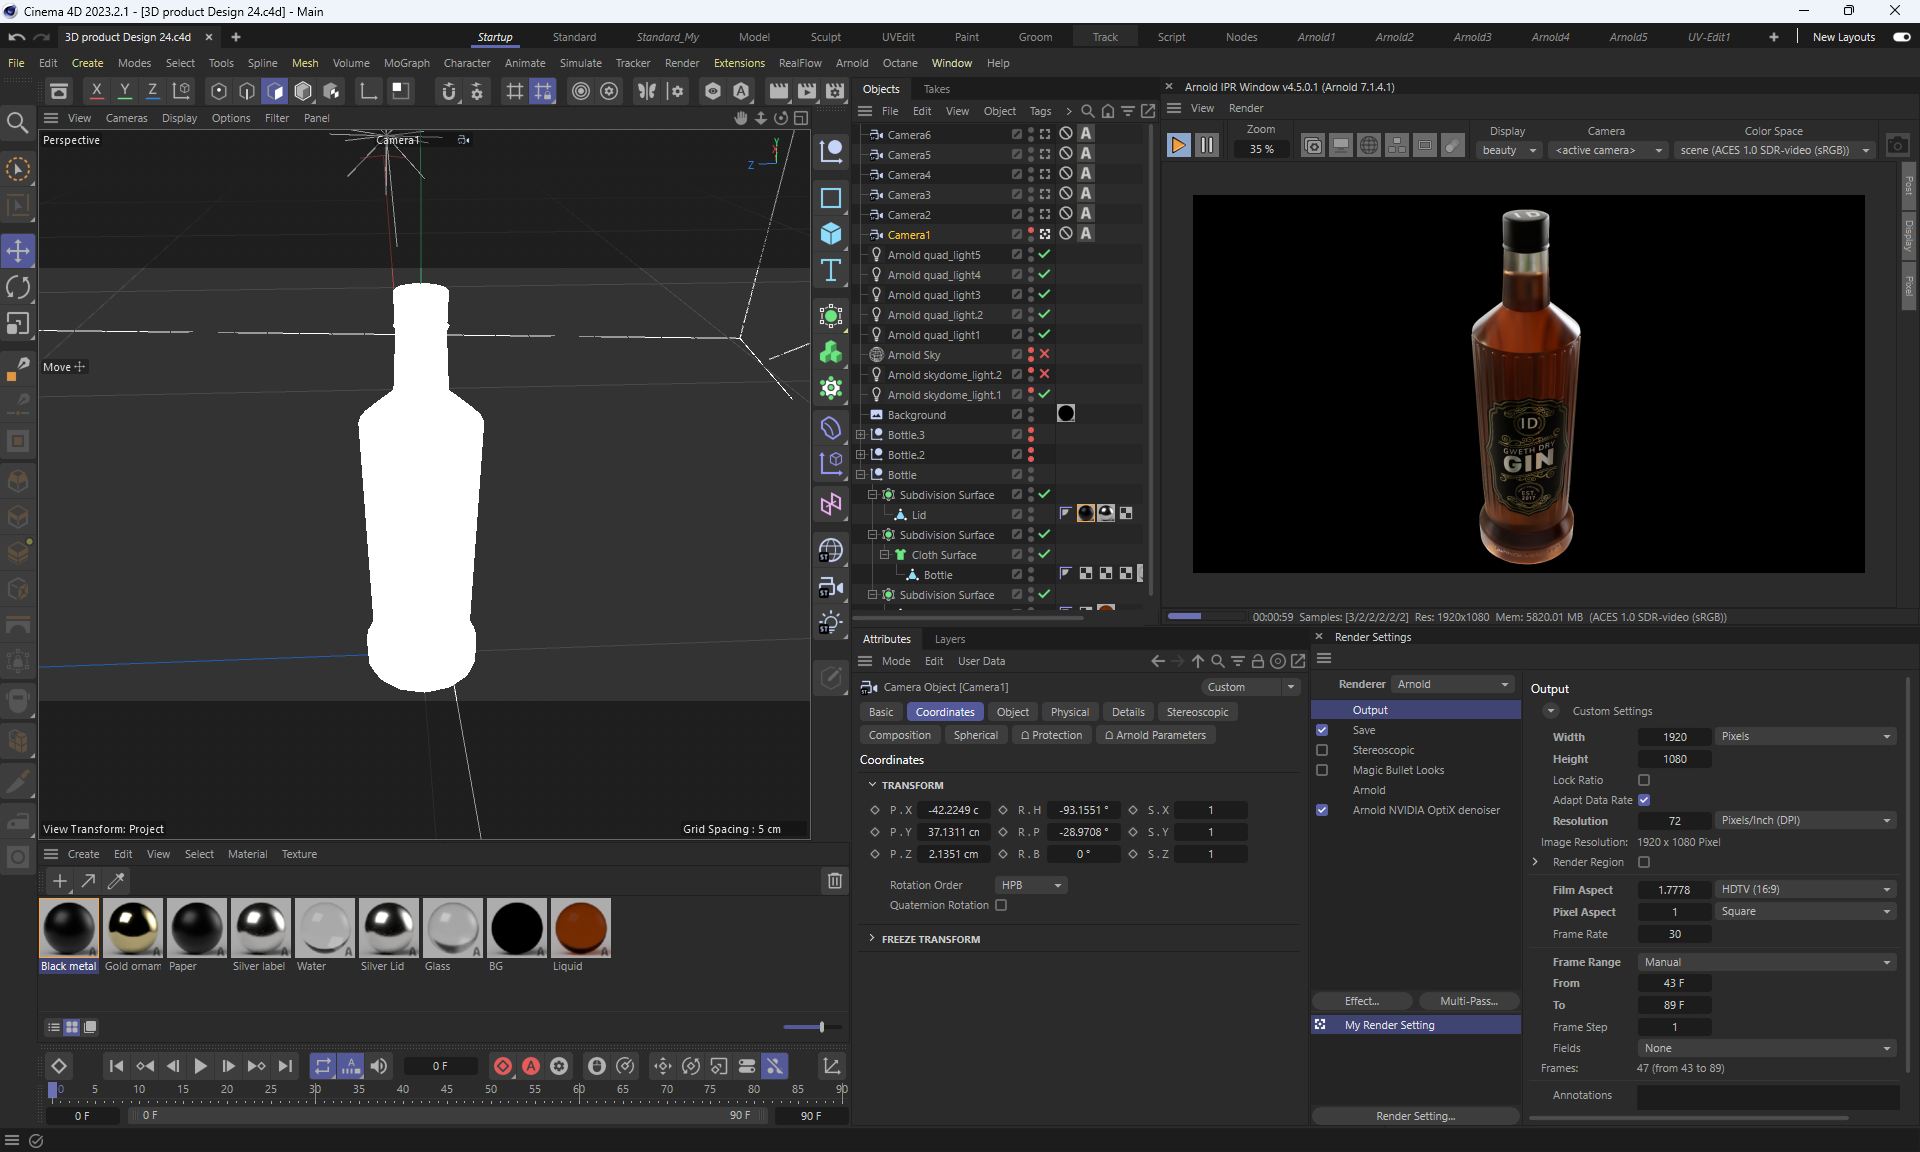 Cinema 4D 2023.2.1 - [3D product Design 24.c4d] - Main
3D product Design 24.c4d
Startup Standard Standard_My Model Sculpt UVEdit Paint Groom Track Script Nodes Arnold1 Arnold2 Arnold3 Arnold4 Arnold5 UV-Edit1 New Layouts
File Edit Create Modes Select Tools Spline Mesh Volume MoGraph Character Animate Simulate Tracker Render Extensions RealFlow Arnold Octane Window Help
X Y Z
View Cameras Display Options Filter Panel
Perspective
Camera1
Y
X
Z
Move
View Transform: Project
Grid Spacing : 5 cm
Objects Takes
File Edit View Object Tags
Camera6
Camera5
Camera4
Camera3
Camera2
Camera1
Arnold quad_light5
Arnold quad_light4
Arnold quad_light3
Arnold quad_light.2
Arnold quad_light1
Arnold Sky
Arnold skydome_light.2
Arnold skydome_light.1
Background
Bottle.3
Bottle.2
Bottle
Subdivision Surface
Lid
Subdivision Surface
Cloth Surface
Bottle
Subdivision Surface
Arnold IPR Window v4.5.0.1 (Arnold 7.1.4.1)
View Render
Zoom
35 %
Display
beauty
Camera
<active camera>
Color Space
scene (ACES 1.0 SDR-video (sRGB))
Post
Display
Pixel
ID
ID
GWETH DRY
GIN
EST.
2017
00:00:59 Samples: [3/2/2/2/2/2] Res: 1920x1080 Mem: 5820.01 MB (ACES 1.0 SDR-video (sRGB))
Attributes Layers
Mode Edit User Data
Camera Object [Camera1]
Custom
Basic Coordinates Object Physical Details Stereoscopic
Composition Spherical Protection Arnold Parameters
Coordinates
TRANSFORM
P . X -42.2249 c R . H -93.1551 ° S . X 1
P . Y 37.1311 cn R . P -28.9708 ° S . Y 1
P . Z 2.1351 cm R . B 0 ° S . Z 1
Rotation Order HPB
Quaternion Rotation
FREEZE TRANSFORM
Render Settings
Renderer Arnold
Output
Save
Stereoscopic
Magic Bullet Looks
Arnold
Arnold NVIDIA OptiX denoiser
Effect... Multi-Pass...
My Render Setting
Render Setting...
Output
Custom Settings
Width 1920 Pixels
Height 1080
Lock Ratio
Adapt Data Rate
Resolution 72 Pixels/Inch (DPI)
Image Resolution: 1920 x 1080 Pixel
Render Region
Film Aspect 1.7778 HDTV (16:9)
Pixel Aspect 1 Square
Frame Rate 30
Frame Range Manual
From 43 F
To 89 F
Frame Step 1
Fields None
Frames: 47 (from 43 to 89)
Annotations
Create Edit View Select Material Texture
Black metal Gold ornam Paper Silver label Water Silver Lid Glass BG Liquid
0 F
0 5 10 15 20 25 30 35 40 45 50 55 60 65 70 75 80 85 90
0 F 0 F 90 F 90 F